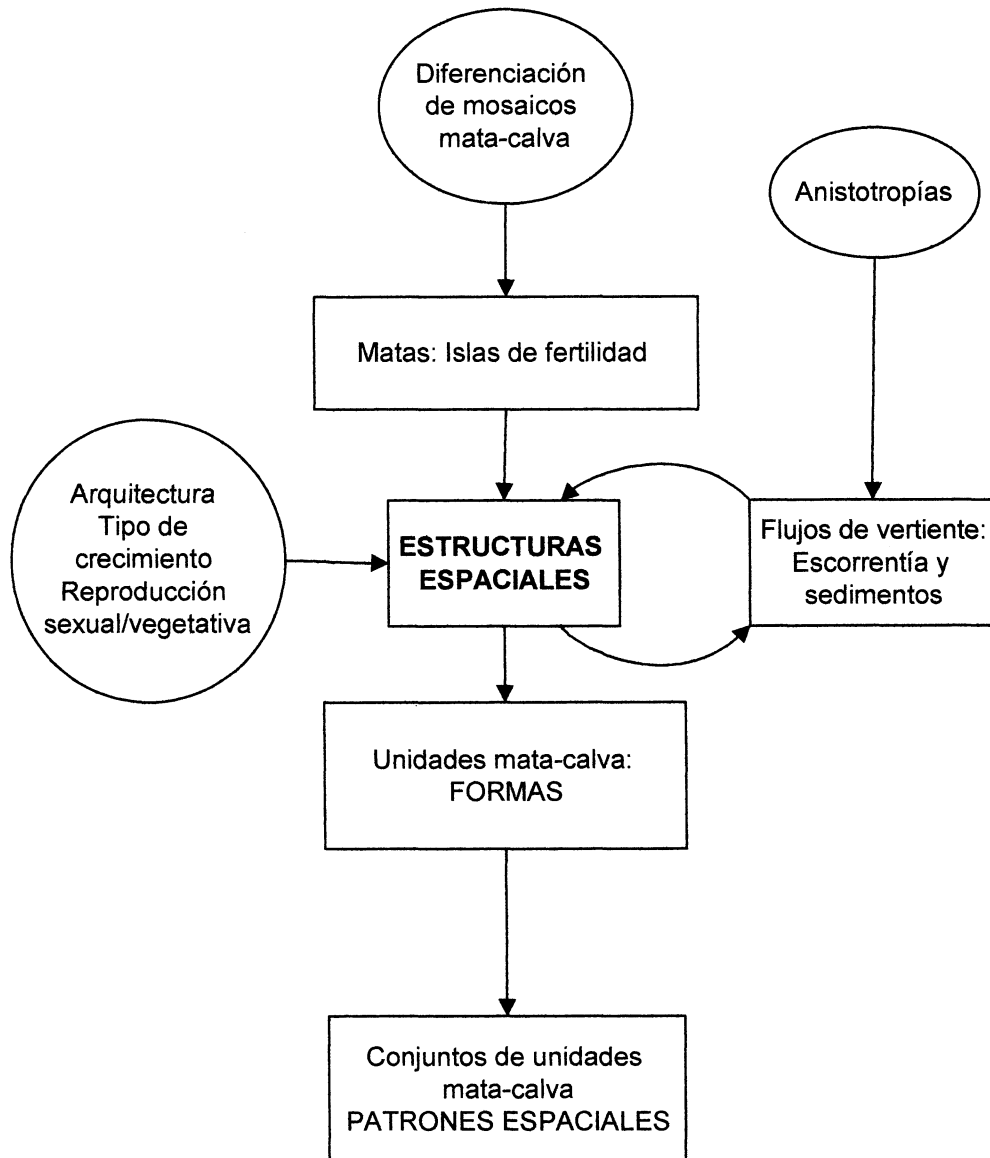 Diferenciación
de mosaicos
mata-calva
Anistotropías
Matas: Islas de fertilidad
Arquitectura
Tipo de
crecimiento
Reproducción
sexual/vegetativa
ESTRUCTURAS
ESPACIALES
Flujos de vertiente:
Escorrentía y
sedimentos
Unidades mata-calva:
FORMAS
Conjuntos de unidades
mata-calva
PATRONES ESPACIALES